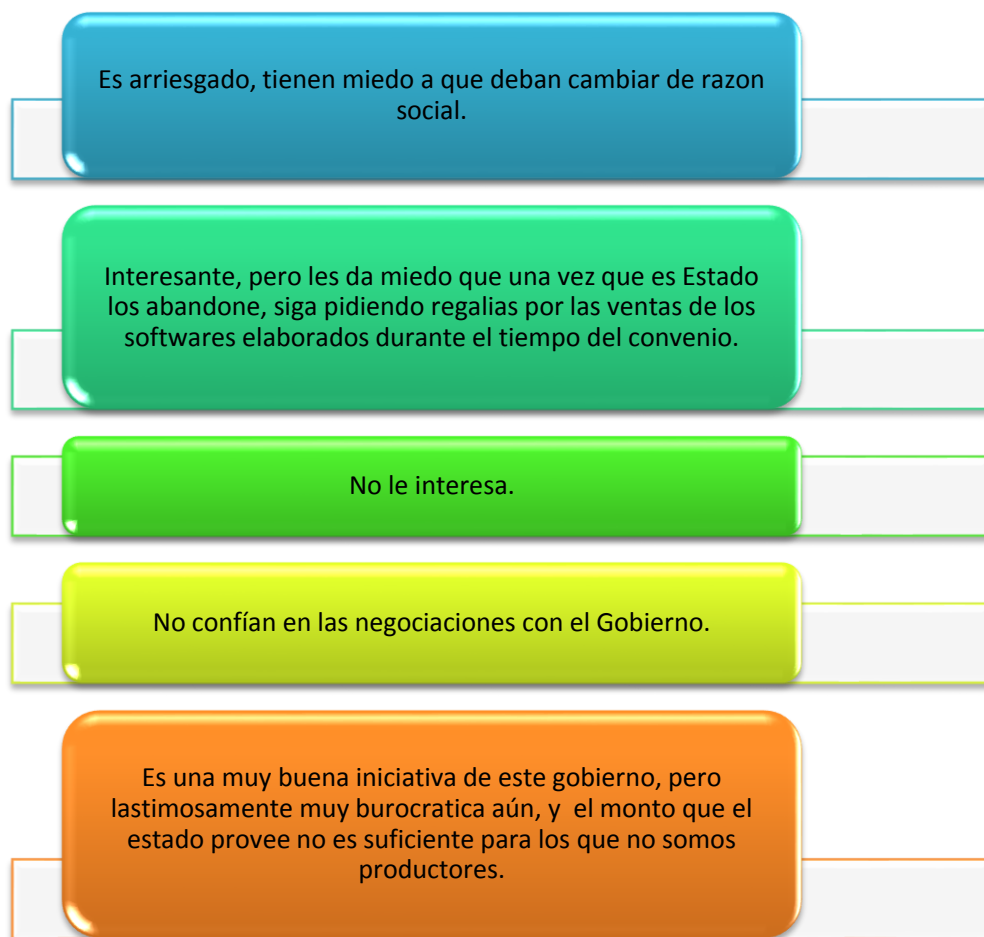 Es arriesgado, tienen miedo a que deban cambiar de razon
social.
Interesante, pero les da miedo que una vez que es Estado
los abandone, siga pidiendo regalias por las ventas de los
softwares elaborados durante el tiempo del convenio.
No le interesa.
No confían en las negociaciones con el Gobierno.
Es una muy buena iniciativa de este gobierno, pero
lastimosamente muy burocratica aún, y el monto que el
estado provee no es suficiente para los que no somos
productores.